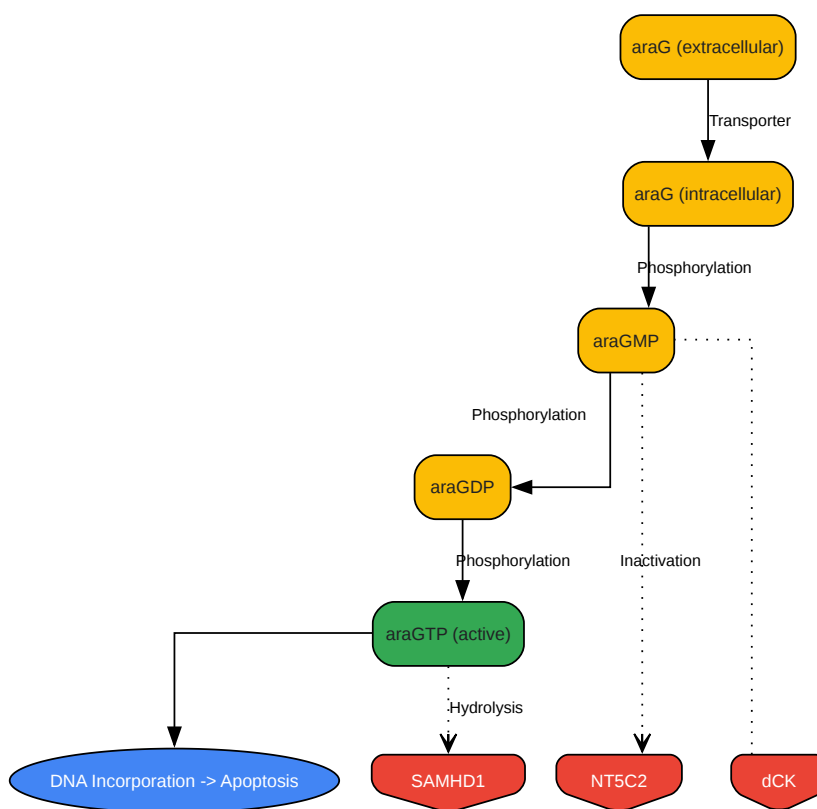 araG (extracellular)
Transporter
araG (intracellular)
Phosphorylation
araGMP
Phosphorylation
araGDP
Phosphorylation
Inactivation
araGTP (active)
Hydrolysis
DNA Incorporation -> Apoptosis
SAMHD1
NT5C2
dCK